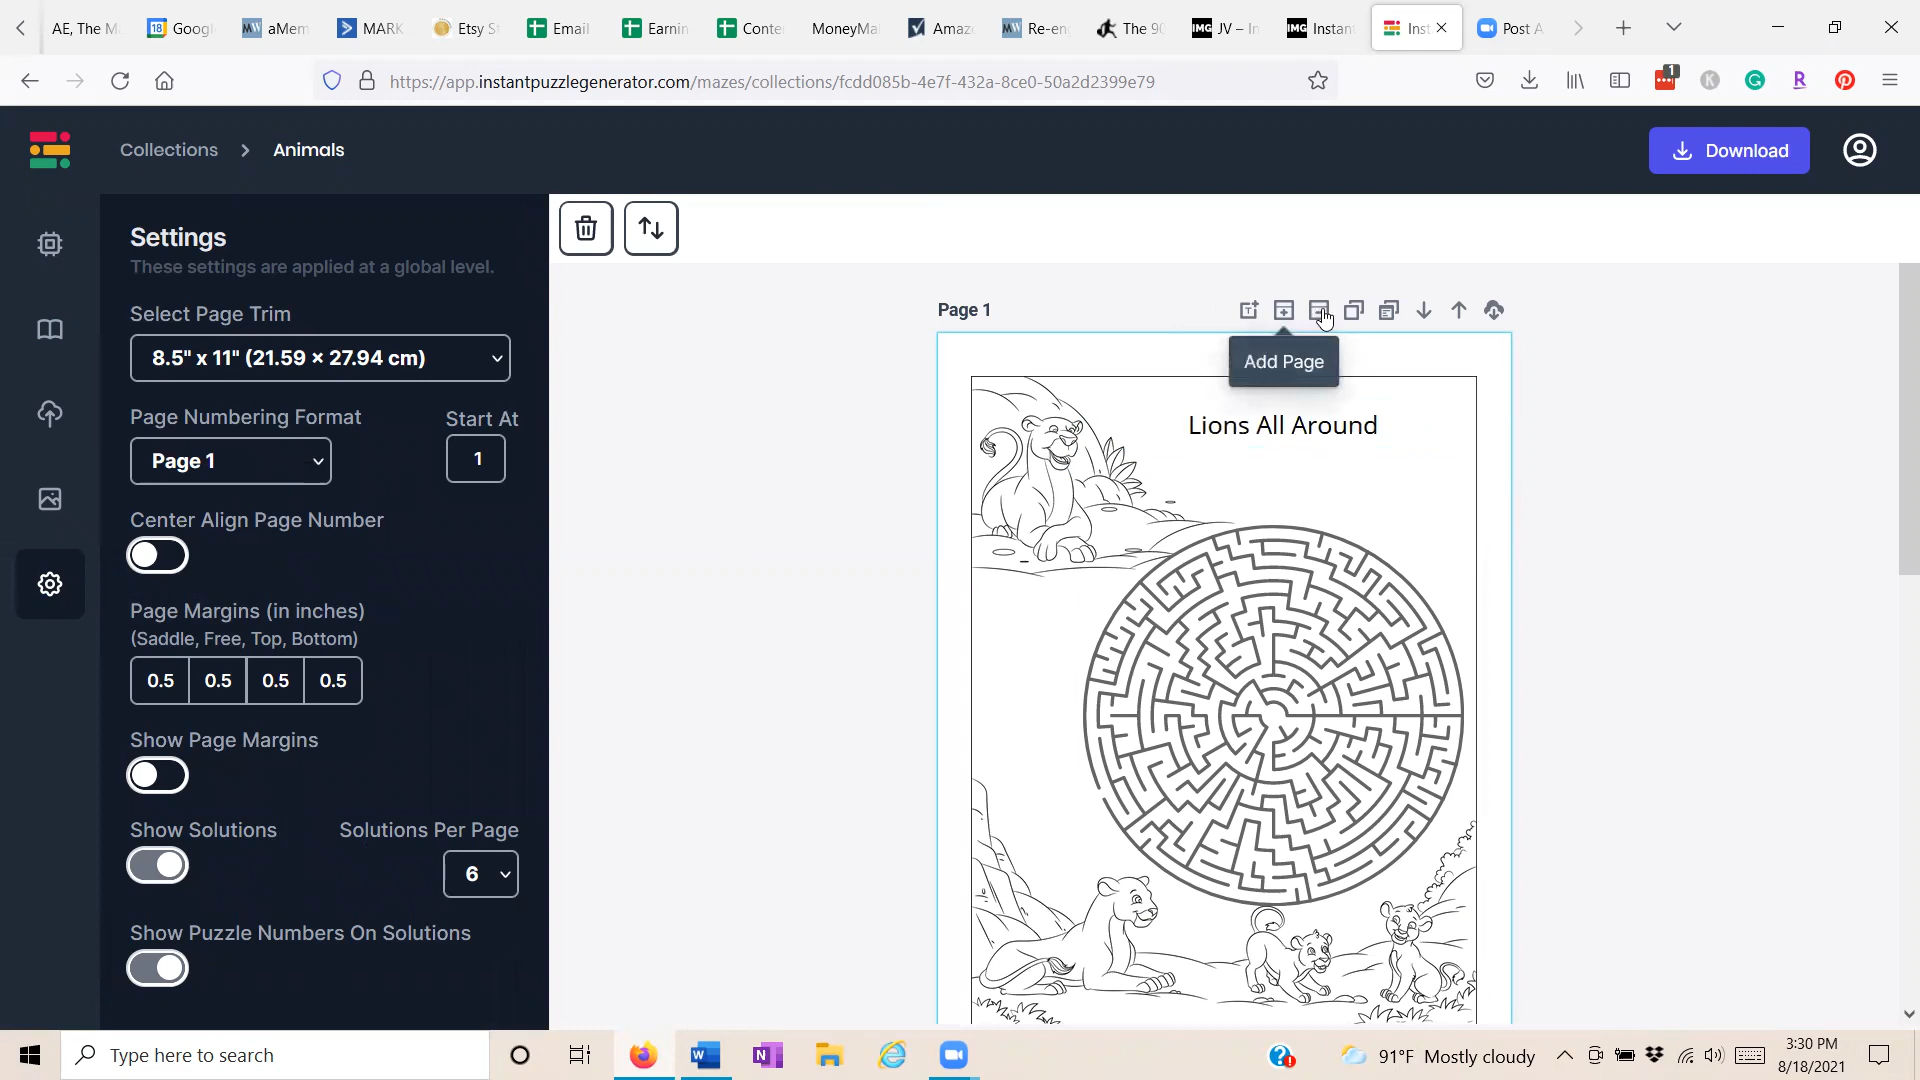 AE, The M
18
Googl
aMem
MARK
Etsy S
Email
Earnin
Conte
MoneyMa
Amaz
Re-en
The 90
IMG
JV – In
IMG
Instan
Inst
Post A
https://app.instantpuzzlegenerator.com/mazes/collections/fcdd085b-4e7f-432a-8ce0-50a2d2399e79
1
K
G
R
Collections > Animals
Download
Settings
These settings are applied at a global level.
Select Page Trim
8.5" x 11" (21.59 × 27.94 cm)
Page Numbering Format
Start At
Page 1
1
Center Align Page Number
Page Margins (in inches)
(Saddle, Free, Top, Bottom)
0.5 0.5 0.5 0.5
Show Page Margins
Show Solutions
Solutions Per Page
6
Show Puzzle Numbers On Solutions
Page 1
Add Page
Lions All Around
Type here to search
91°F Mostly cloudy
3:30 PM
8/18/2021